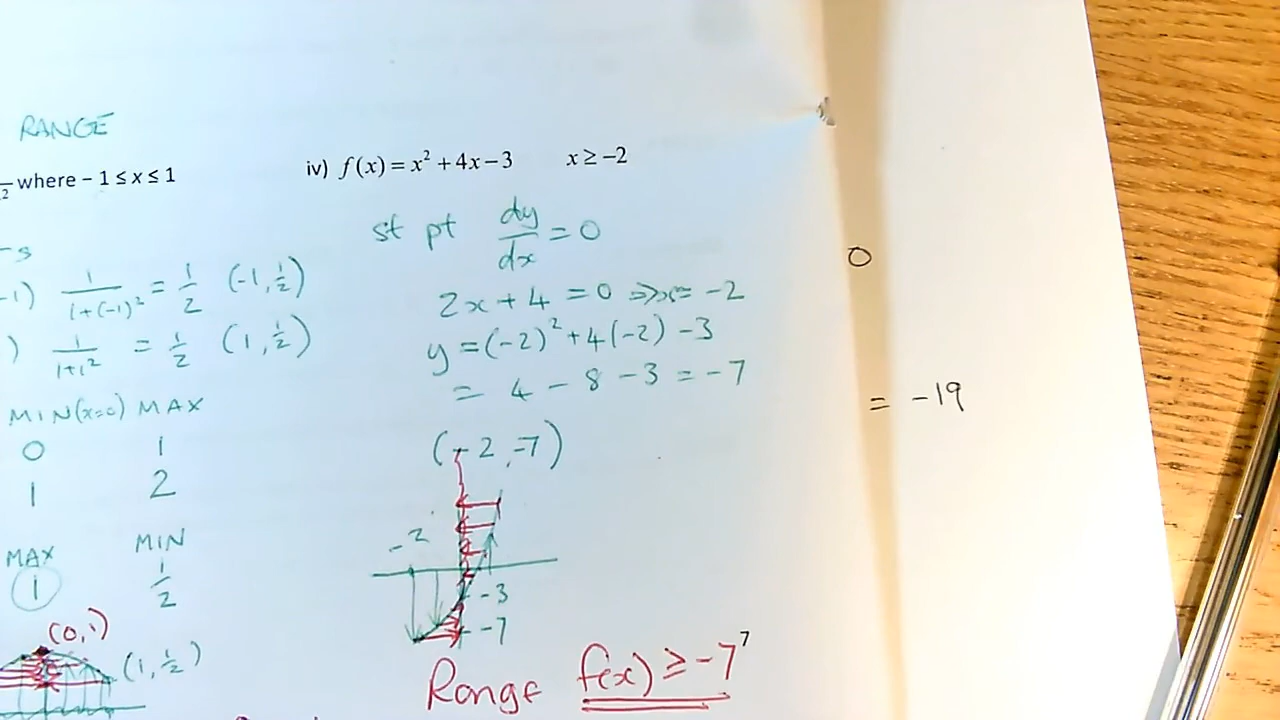 RANGE
2 where – 1 ≤ x ≤ 1
iv) f(x) = x² + 4x – 3 x ≥ –2
-1) 1/(1+(-1)²) = 1/2 (-1, 1/2)
) 1/(1+1²) = 1/2 (1, 1/2)
MIN(x=0) MAX
0 1
1 2
MAX MIN
1 1/2
(0,1)
(1, 1/2)
st pt dy/dx = 0
2x + 4 = 0 ⇒ x = -2
y = (-2)² + 4(-2) - 3
= 4 - 8 - 3 = -7
(-2, -7)
-2
-3
-7
Range f(x) ≥ -7
7
0
= -19